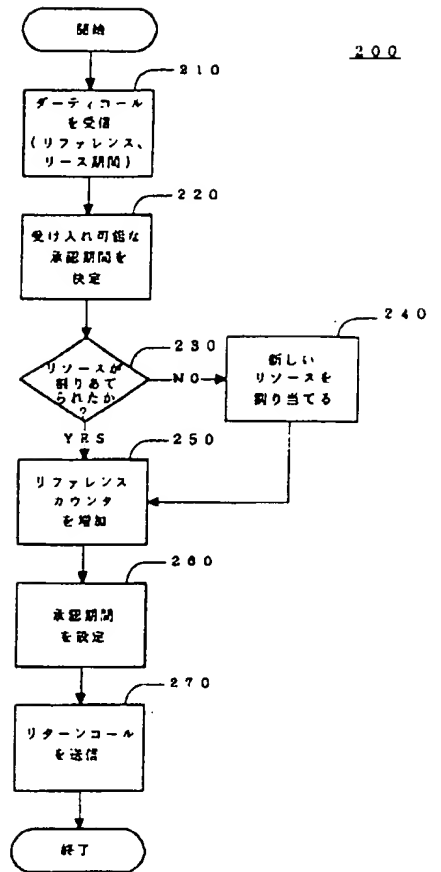 開始
200
210
ダーティコール
を受信
(リファレンス、
リース期間)
220
受け入れ可能な
承認期間を
決定
230
リソースが
割りあて
られたか
?
NO
240
新しい
リソースを
割り当てる
YRS
250
リファレンス
カウンタ
を増加
260
承認期間
を設定
270
リターンコール
を送信
終了